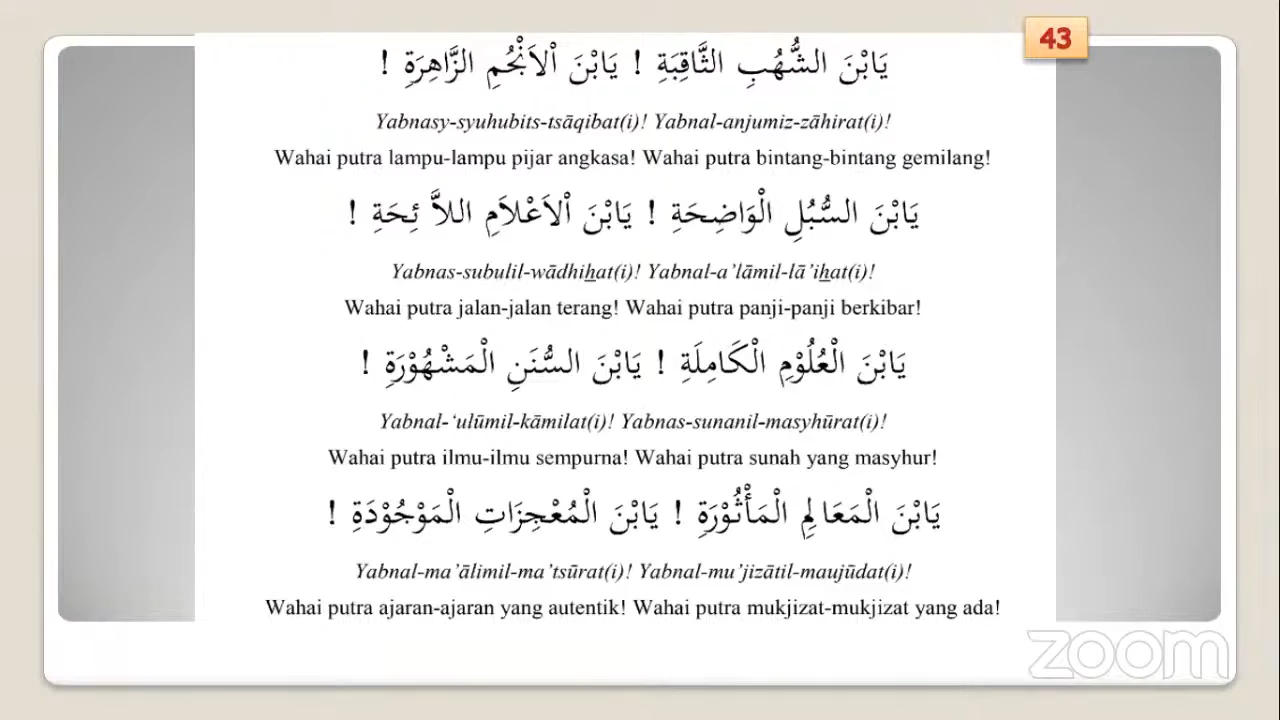 43
يَابْنَ الشُّهُبِ الثَّاقِبَةِ ! يَابْنَ اْلاَنْجُمِ الزَّاهِرَةِ !
Yabnasy-syuhubits-tsāqibat(i)! Yabnal-anjumiz-zāhirat(i)!
Wahai putra lampu-lampu pijar angkasa! Wahai putra bintang-bintang gemilang!
يَابْنَ السُّبُلِ الْوَاضِحَةِ ! يَابْنَ اْلاَعْلاَمِ اللاَّ ئِحَةِ !
Yabnas-subulil-wādhihat(i)! Yabnal-a’lāmil-lā’ihat(i)!
Wahai putra jalan-jalan terang! Wahai putra panji-panji berkibar!
يَابْنَ الْعُلُوْمِ الْكَامِلَةِ ! يَابْنَ السُّنَنِ الْمَشْهُوْرَةِ !
Yabnal-‘ulūmil-kāmilat(i)! Yabnas-sunanil-masyhūrat(i)!
Wahai putra ilmu-ilmu sempurna! Wahai putra sunah yang masyhur!
يَابْنَ الْمَعَالِمِ الْمَأْثُوْرَةِ ! يَابْنَ الْمُعْجِزَاتِ الْمَوْجُوْدَةِ !
Yabnal-ma’ālimil-ma’tsūrat(i)! Yabnal-mu’jizātil-maujūdat(i)!
Wahai putra ajaran-ajaran yang autentik! Wahai putra mukjizat-mukjizat yang ada!
zoom